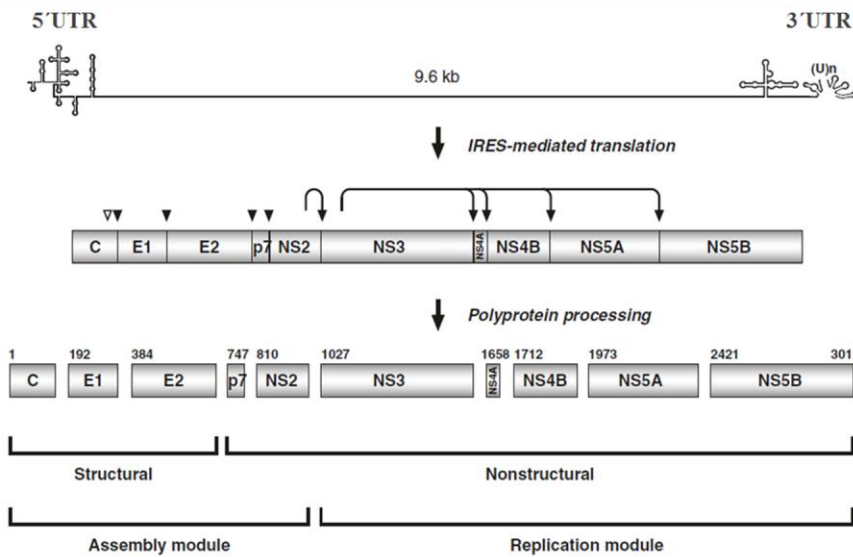 5´UTR 3´UTR
(U)n
9.6 kb
IRES-mediated translation
C E1 E2 p7 NS2 NS3 NS4A NS4B NS5A NS5B
Polyprotein processing
1 192 384 747 810 1027 1658 1712 1973 2421 301
C E1 E2 p7 NS2 NS3 NS4A NS4B NS5A NS5B
Structural Nonstructural
Assembly module Replication module